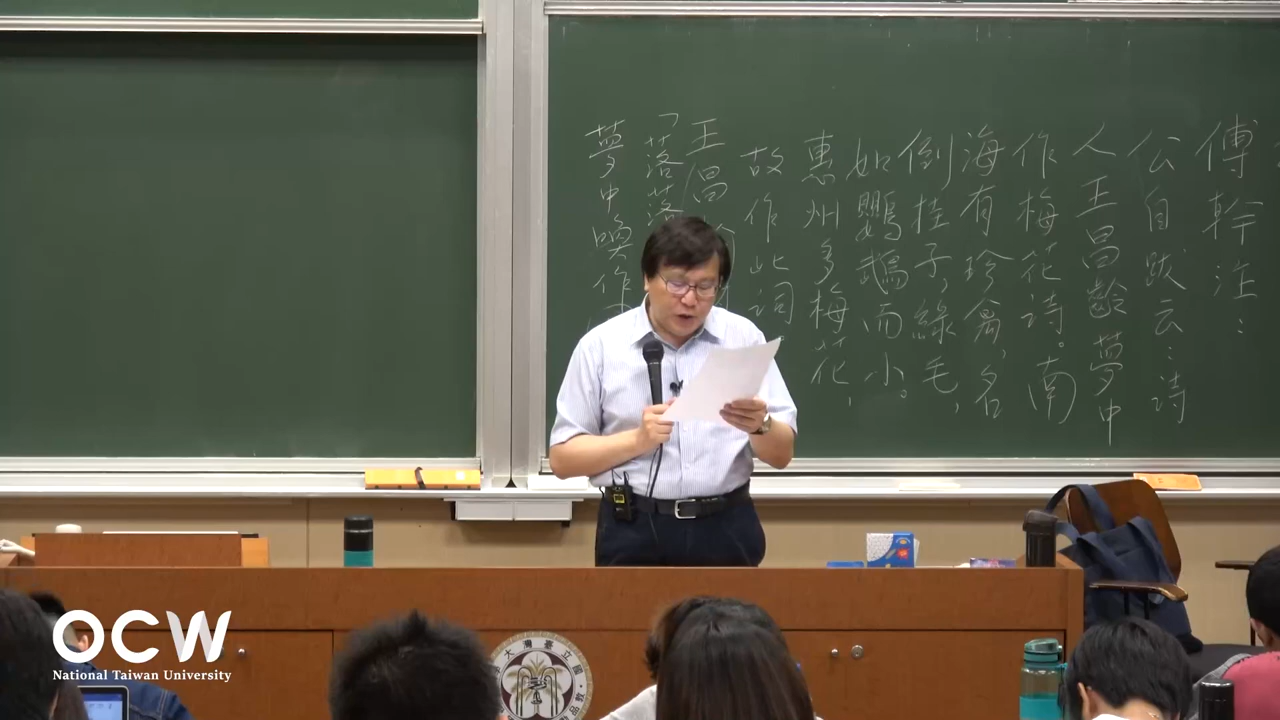 傅幹注：
公自跋云：詩
人王昌齡夢中
作梅花詩。南
海有珍禽，名
倒桂子，綠毛，
如鸚鵡而小。
惠州多梅花，
故作此詞
王昌
「落落
夢中喚作
OCW
National Taiwan University